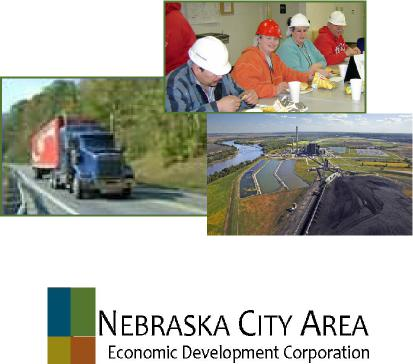 NEBRASKA CITY AREA
Economic Development Corporation